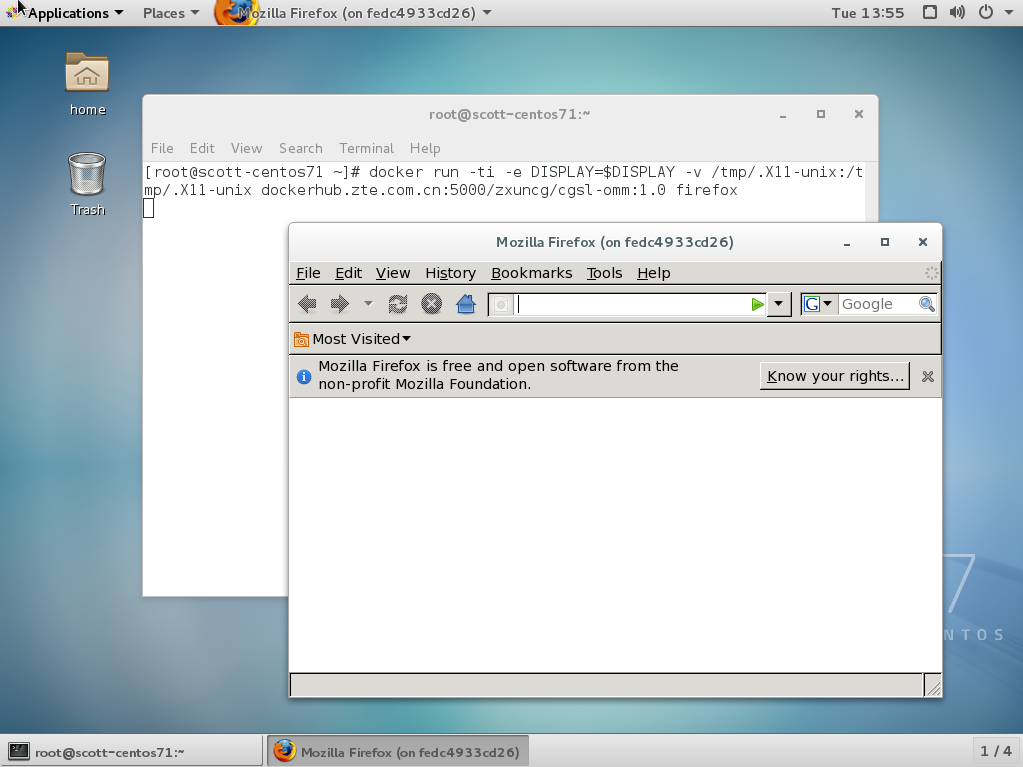 Applications Places Mozilla Firefox (on fedc4933cd26) Tue 13:55
home
Trash
root@scott-centos71:~
File Edit View Search Terminal Help
[root@scott-centos71 ~]# docker run -ti -e DISPLAY=$DISPLAY -v /tmp/.X11-unix:/t
mp/.X11-unix dockerhub.zte.com.cn:5000/zxuncg/cgsl-omm:1.0 firefox
Mozilla Firefox (on fedc4933cd26)
File Edit View History Bookmarks Tools Help
G Google
Most Visited
Mozilla Firefox is free and open software from the
non-profit Mozilla Foundation.
Know your rights...
7
NTOS
root@scott-centos71:~ Mozilla Firefox (on fedc4933cd26) 1 / 4